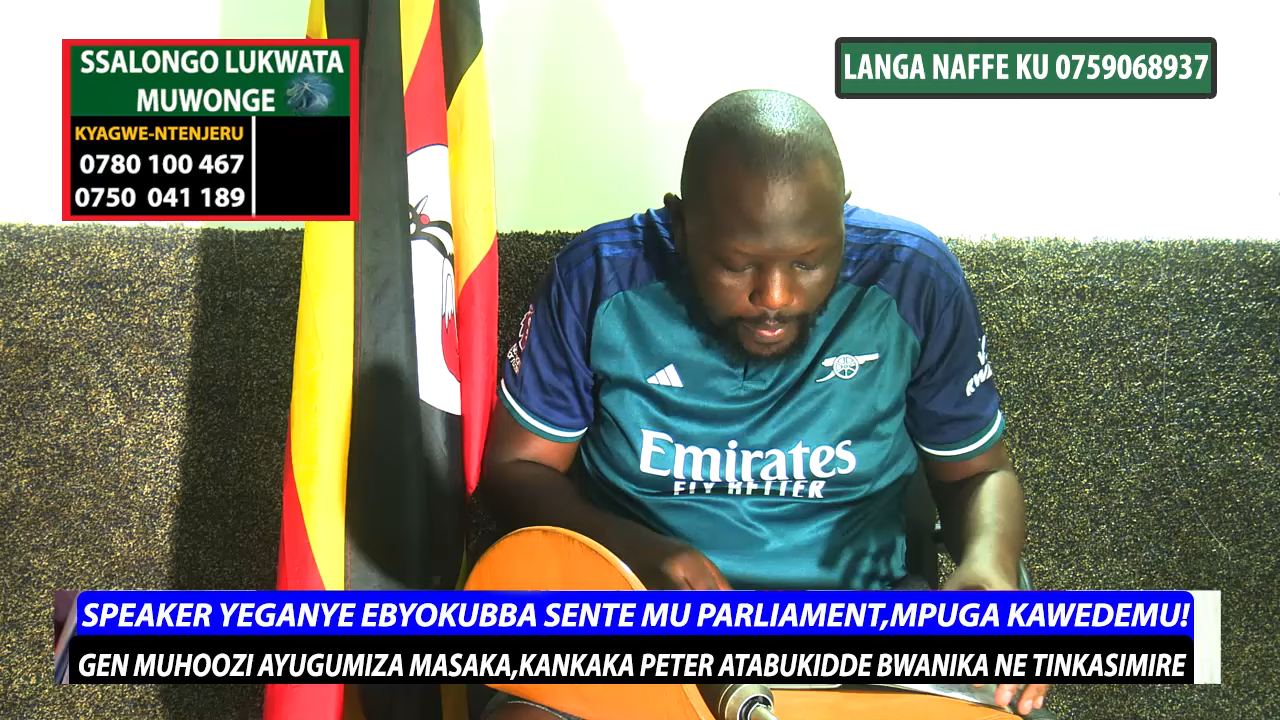 SSALONGO LUKWATA
MUWONGE
KYAGWE-NTENJERU
0780 100 467
0750 041 189
LANGA NAFFE KU 0759068937
Emirates
FLY BETTER
SPEAKER YEGANYE EBYOKUBBA SENTE MU PARLIAMENT,MPUGA KAWEDEMU!
GEN MUHOOZI AYUGUMIZA MASAKA,KANKAKA PETER ATABUKIDDE BWANIKA NE TINKASIMIRE